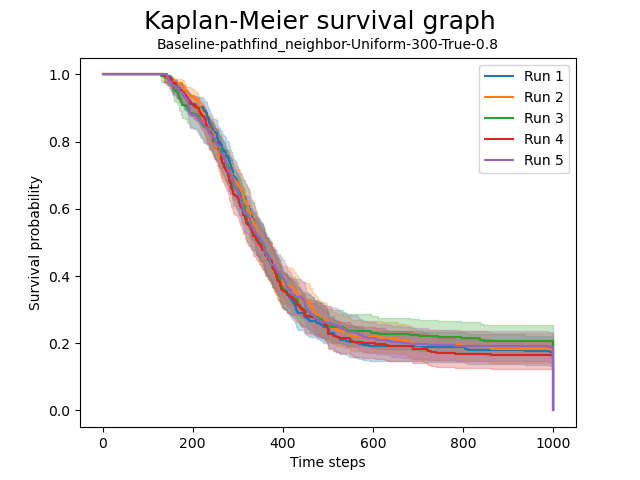 Kaplan-Meier survival graph
Baseline-pathfind_neighbor-Uniform-300-True-0.8
Run 1
Run 2
Run 3
Run 4
Run 5
Survival probability
1.0
0.8
0.6
0.4
0.2
0.0
0 200 400 600 800 1000
Time steps